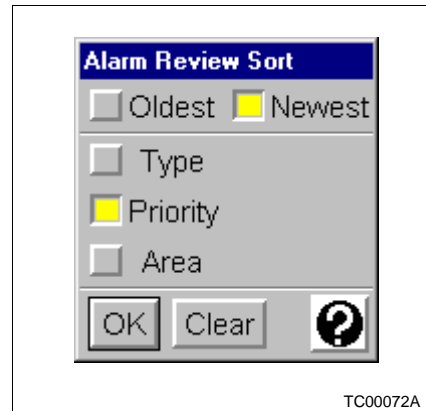 Alarm Review Sort
Oldest Newest
Type
Priority
Area
OK Clear ?
TC00072A